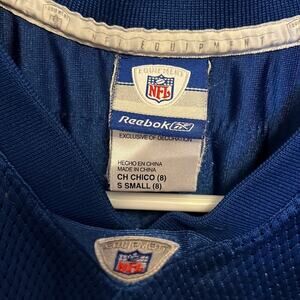 EQUIPMENT
EQUIPMENT
NFL
Reebok
EXCLUSIVE OF DECORATION
HECHO EN CHINA
MADE IN CHINA
CH CHICO (8)
S SMALL (8)
EQUIPMENT
NFL